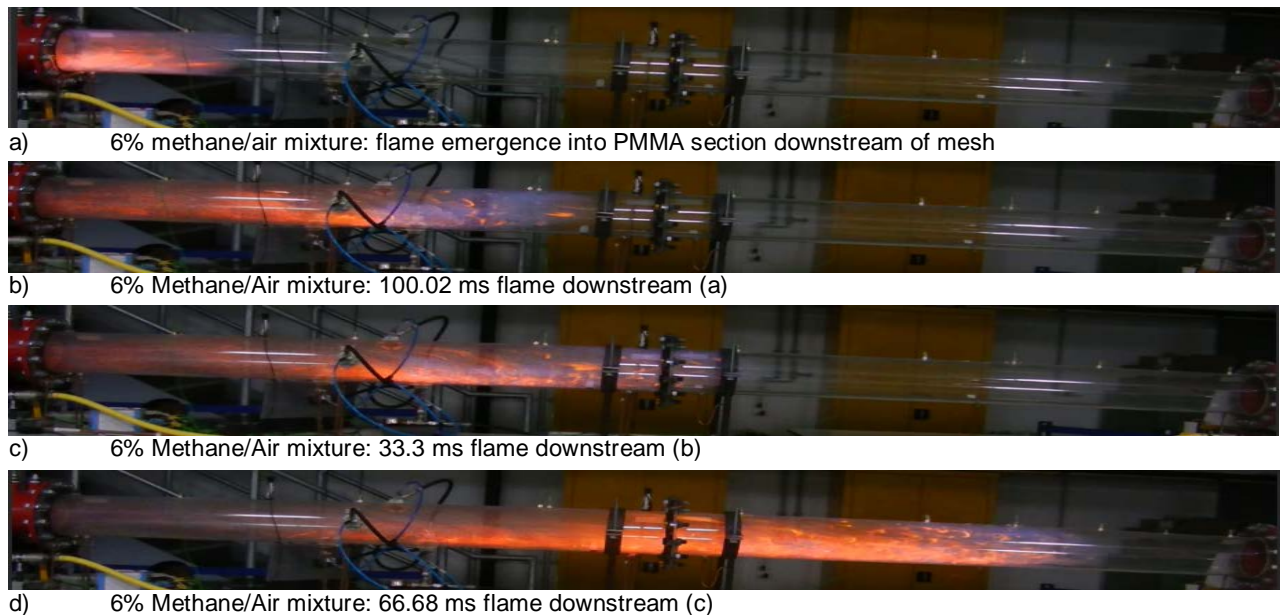 a) 6% methane/air mixture: flame emergence into PMMA section downstream of mesh
b) 6% Methane/Air mixture: 100.02 ms flame downstream (a)
c) 6% Methane/Air mixture: 33.3 ms flame downstream (b)
d) 6% Methane/Air mixture: 66.68 ms flame downstream (c)